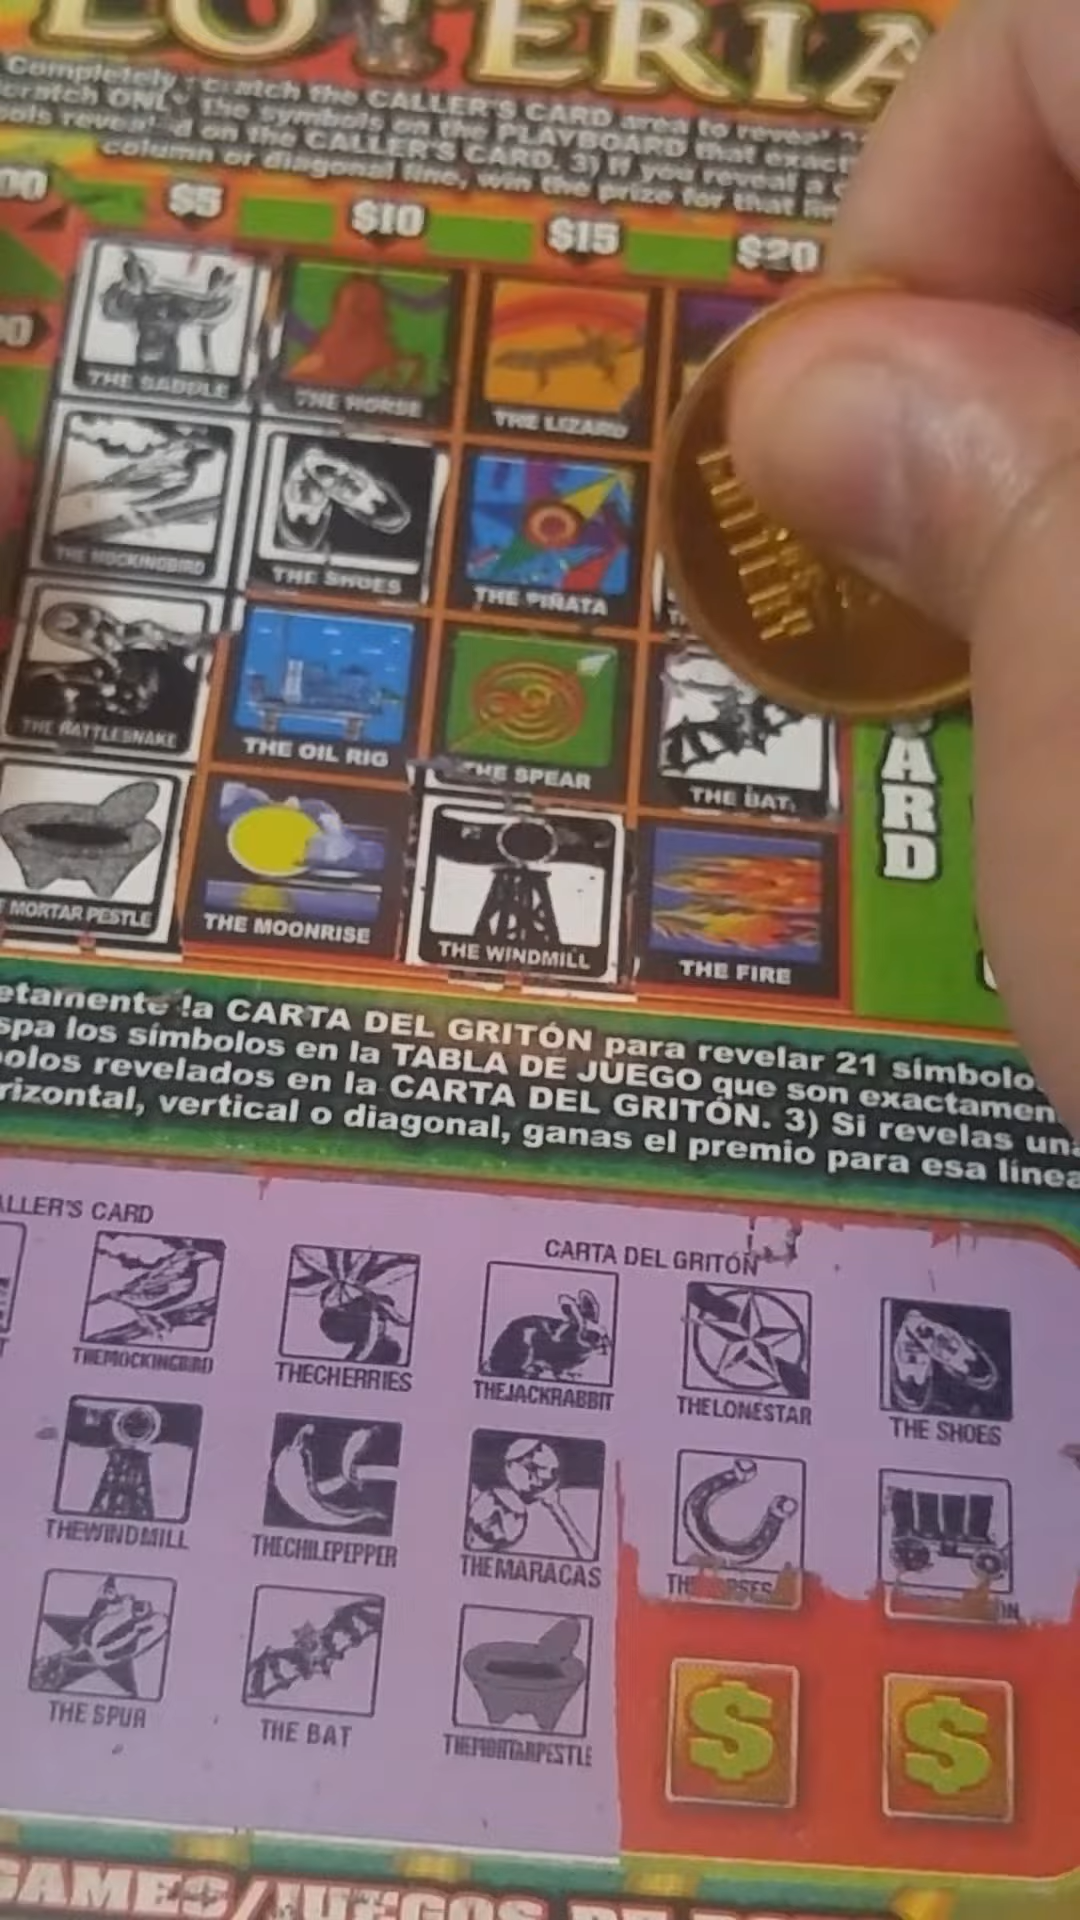 LOTERIA
Completely scratch the CALLER'S CARD area to reveal
scratch ONLY the symbols on the PLAYBOARD that exact
ols revealed on the CALLER'S CARD. 3) If you reveal a
column or diagonal line, win the prize for that lin
00 $5 $10 $15 $20
THE SADDLE THE HORSE THE LIZARD
THE MOCKINGBIRD THE SHOES THE PIÑATA
THE RATTLESNAKE THE OIL RIG THE SPEAR THE BAT
MORTAR PESTLE THE MOONRISE THE WINDMILL THE FIRE
ARD
etamente la CARTA DEL GRITÓN para revelar 21 símbolo
spa los símbolos en la TABLA DE JUEGO que son exactamen
olos revelados en la CARTA DEL GRITÓN. 3) Si revelas una
rizontal, vertical o diagonal, ganas el premio para esa línea
ALLER'S CARD CARTA DEL GRITÓN
THEMOCKINGBIRD THECHERRIES THEJACKRABBIT THELONESTAR THE SHOES
THEWINDMILL THECHILEPEPPER THEMARACAS
THE SPUR THE BAT THEMORTARPESTLE
$ $
GAMES/JUEGOS DE